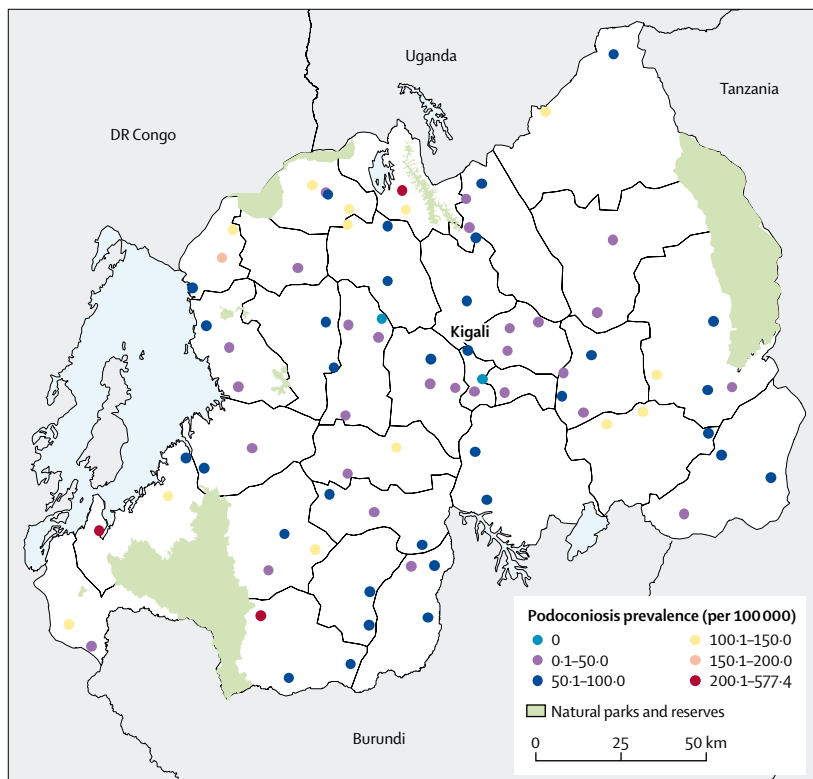 Uganda
Tanzania
DR Congo
Kigali
Podoconiosis prevalence (per 100 000)
0
0·1–50·0
50·1–100·0
100·1–150·0
150·1–200·0
200·1–577·4
Natural parks and reserves
0 25 50 km
Burundi